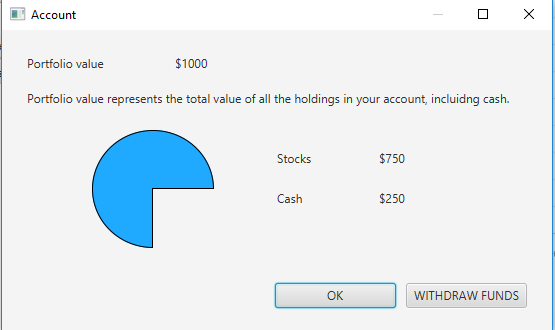 Account
Portfolio value $1000
Portfolio value represents the total value of all the holdings in your account, incluidng cash.
Stocks $750
Cash $250
OK WITHDRAW FUNDS